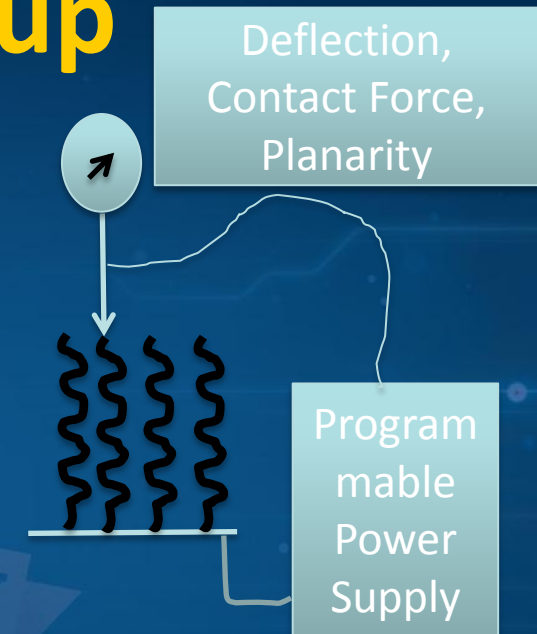 up
Deflection,
Contact Force,
Planarity
Program
mable
Power
Supply